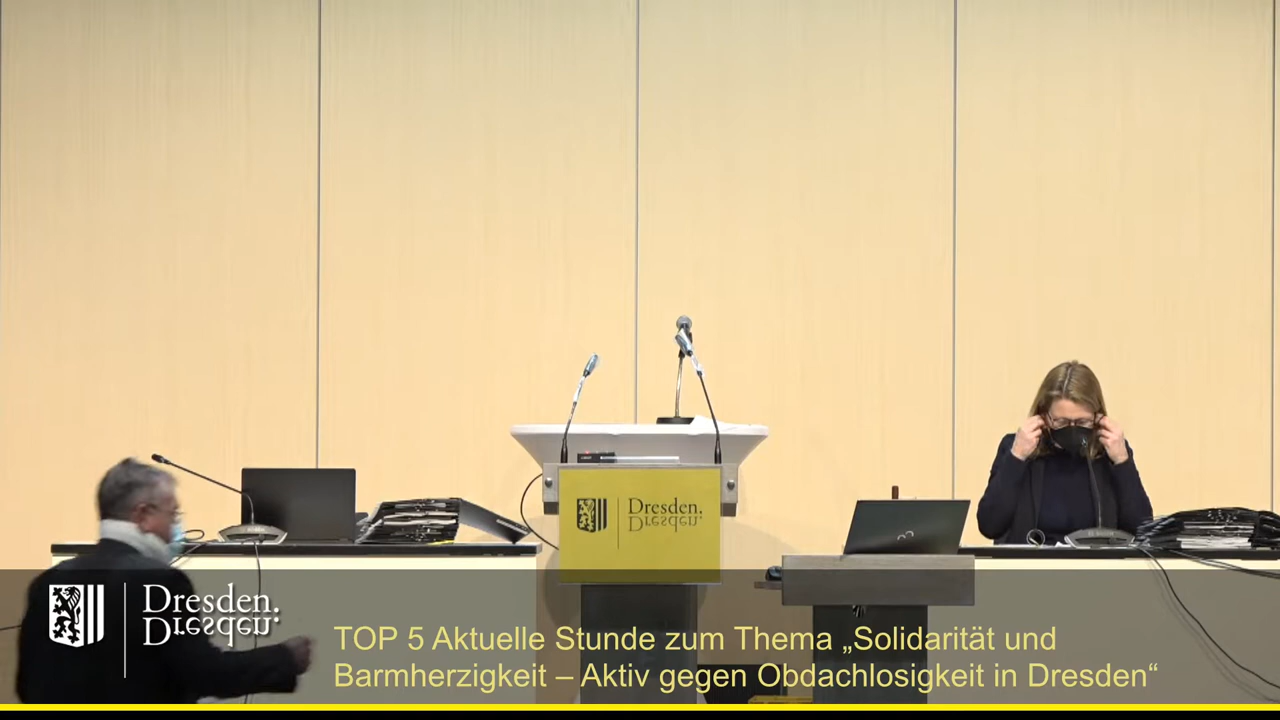 Dresden.
Dresden.
Dresden.
Dresden.
TOP 5 Aktuelle Stunde zum Thema „Solidarität und
Barmherzigkeit – Aktiv gegen Obdachlosigkeit in Dresden“